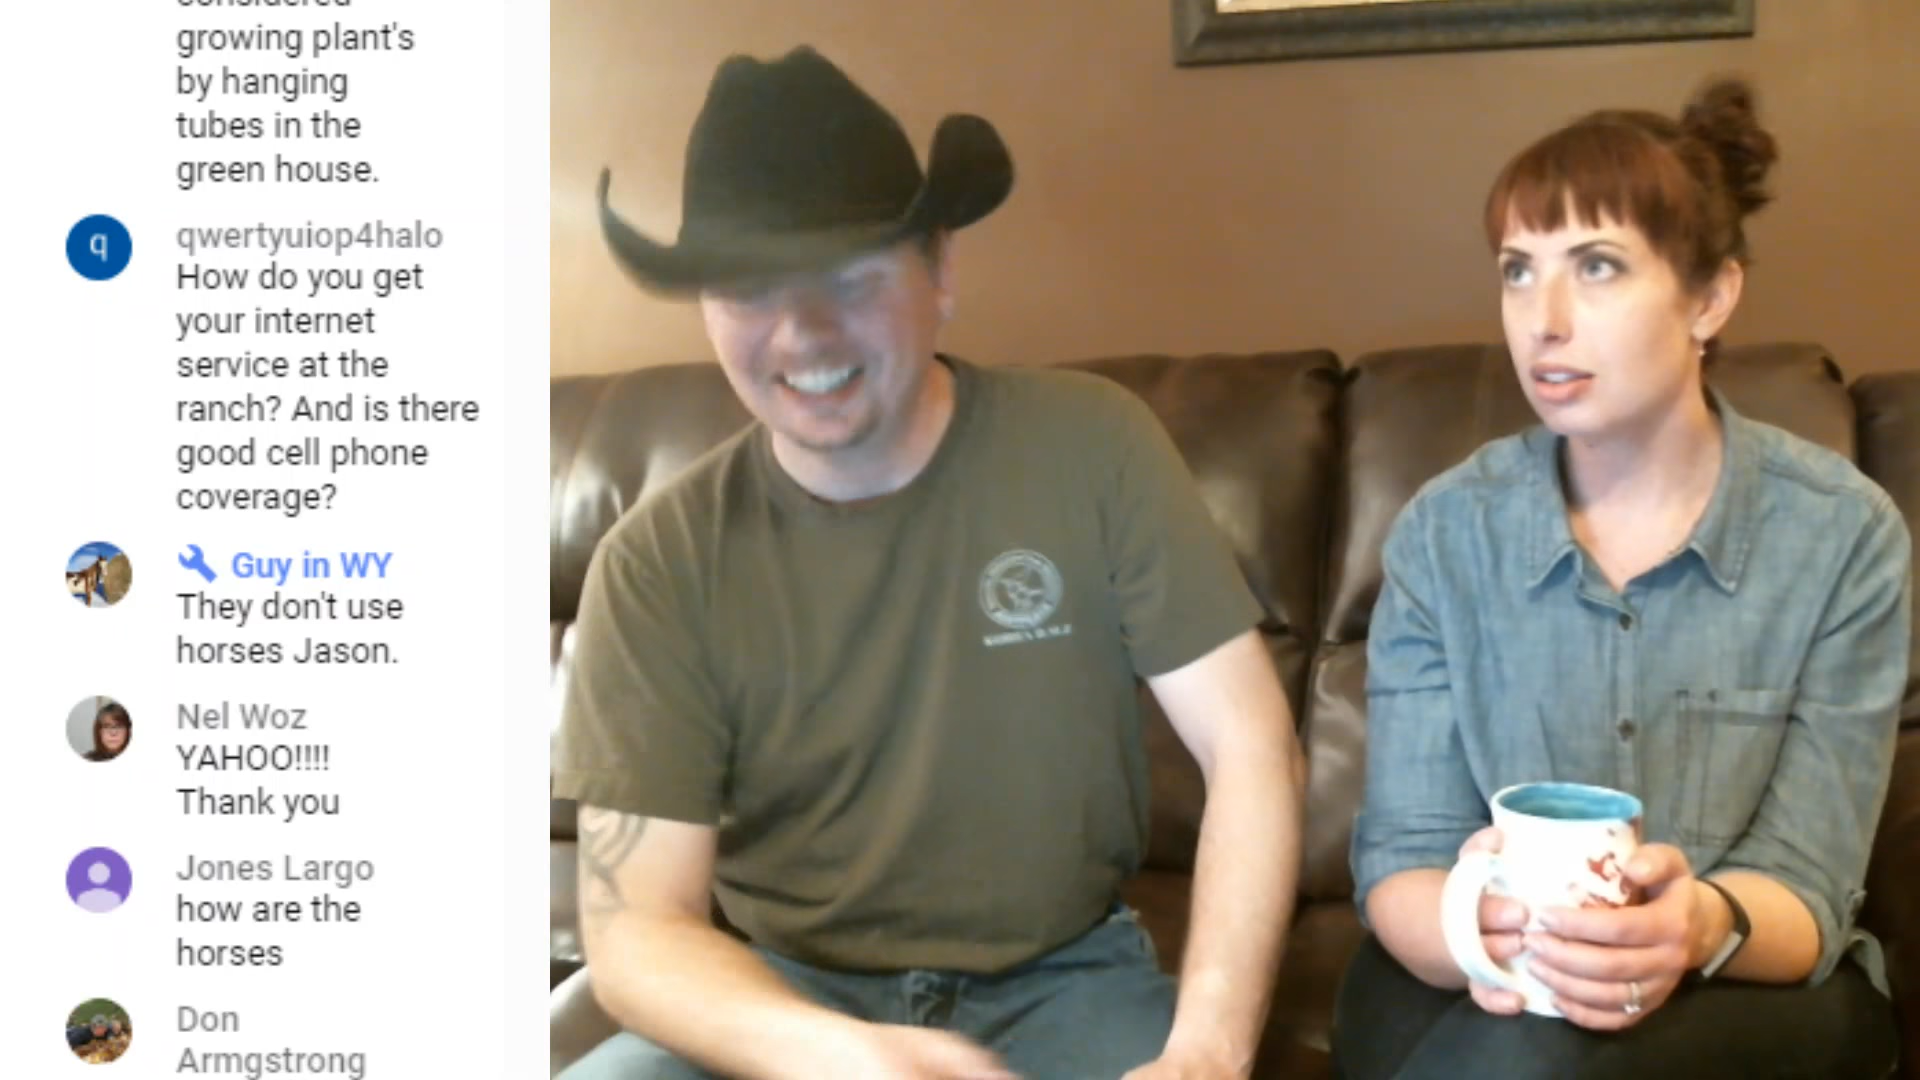 considered
growing plant's
by hanging
tubes in the
green house.
q
qwertyuiop4halo
How do you get
your internet
service at the
ranch? And is there
good cell phone
coverage?
Guy in WY
They don't use
horses Jason.
Nel Woz
YAHOO!!!!
Thank you
Jones Largo
how are the
horses
Don
Armgstrong